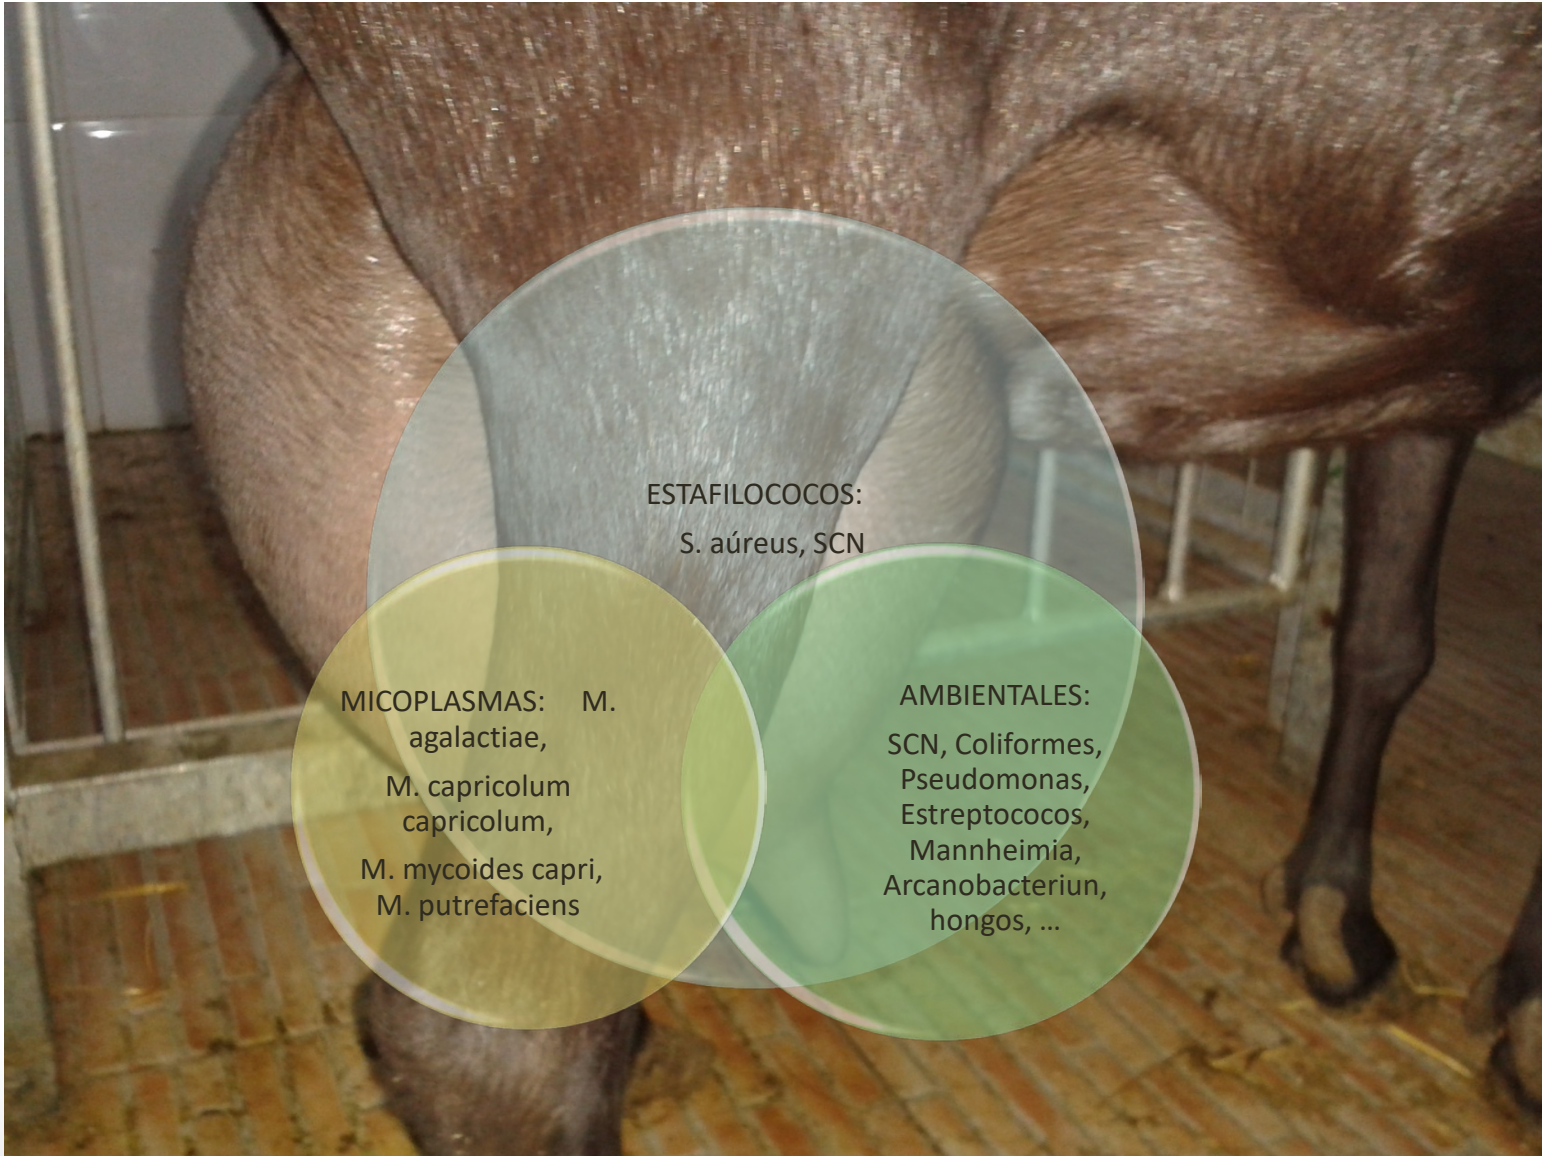 ESTAFILOCOCOS:
S. aúreus, SCN
MICOPLASMAS: M.
agalactiae,
M. capricolum
capricolum,
M. mycoides capri,
M. putrefaciens
AMBIENTALES:
SCN, Coliformes,
Pseudomonas,
Estreptococos,
Mannheimia,
Arcanobacteriun,
hongos, ...